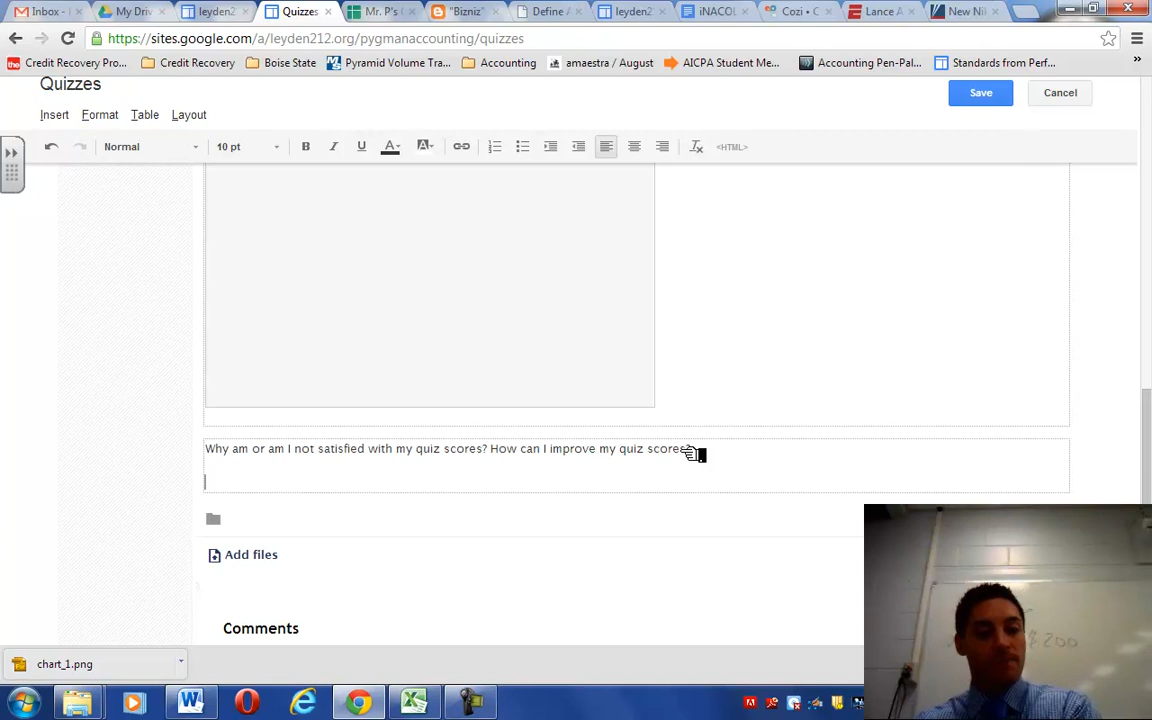 Inbox -
My Driv
leyden2
Quizzes
Mr. P's
"Bizniz"
Define
leyden2
iNACOL
Cozi • C
Lance A
New Ni
https://sites.google.com/a/leyden212.org/pygmanaccounting/quizzes
Credit Recovery Pro...
Credit Recovery
Boise State
Pyramid Volume Tra...
Accounting
amaestra / August
AICPA Student Me...
Accounting Pen-Pal...
Standards from Perf...
»
Quizzes
Save
Cancel
Insert
Format
Table
Layout
Normal
10 pt
B
I
U
A
A
<HTML>
Why am or am I not satisfied with my quiz scores? How can I improve my quiz scores?
Add files
Comments
200
chart_1.png